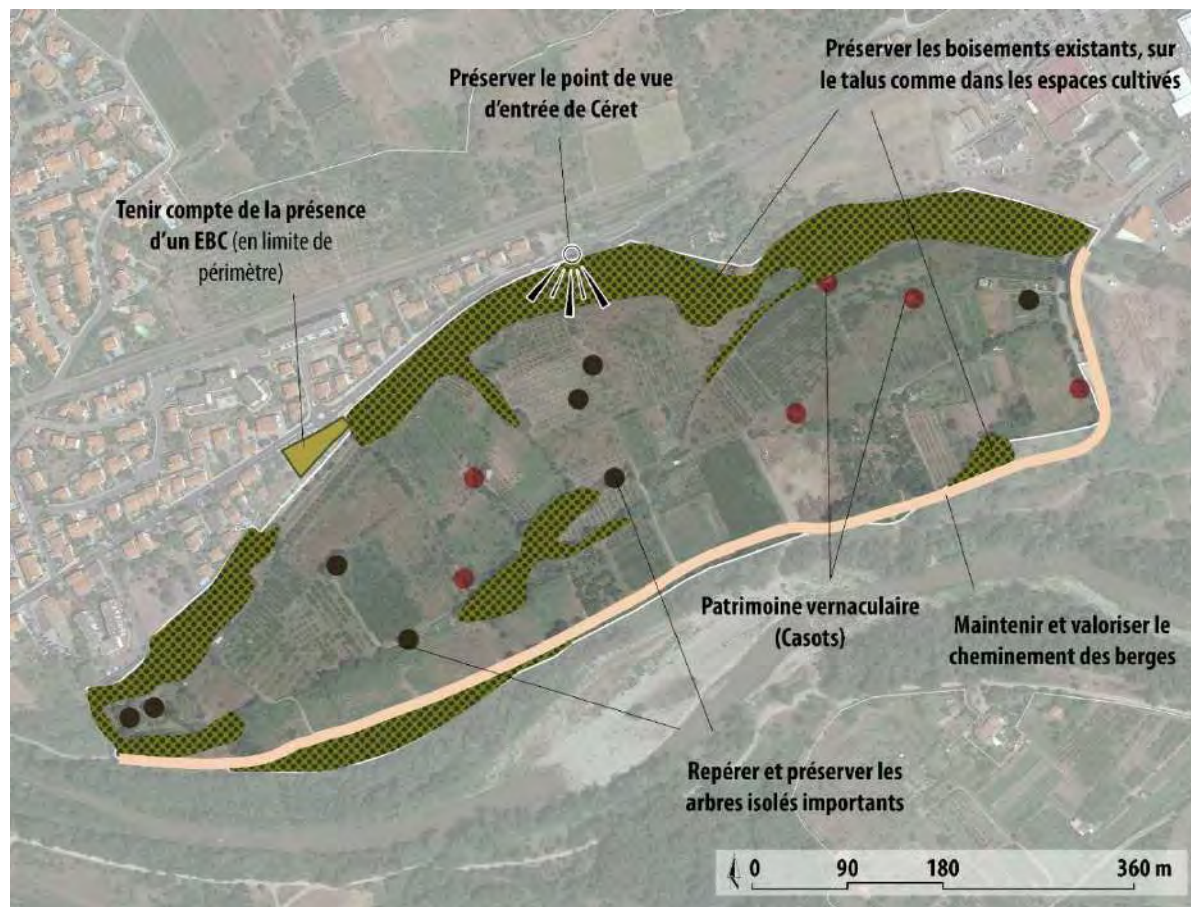 Préserver les boisements existants, sur
le talus comme dans les espaces cultivés
Préserver le point de vue
d'entrée de Céret
Tenir compte de la présence
d'un EBC (en limite de
périmètre)
Patrimoine vernaculaire
(Casots)
Maintenir et valoriser le
cheminement des berges
Repérer et préserver les
arbres isolés importants
0 90 180 360 m